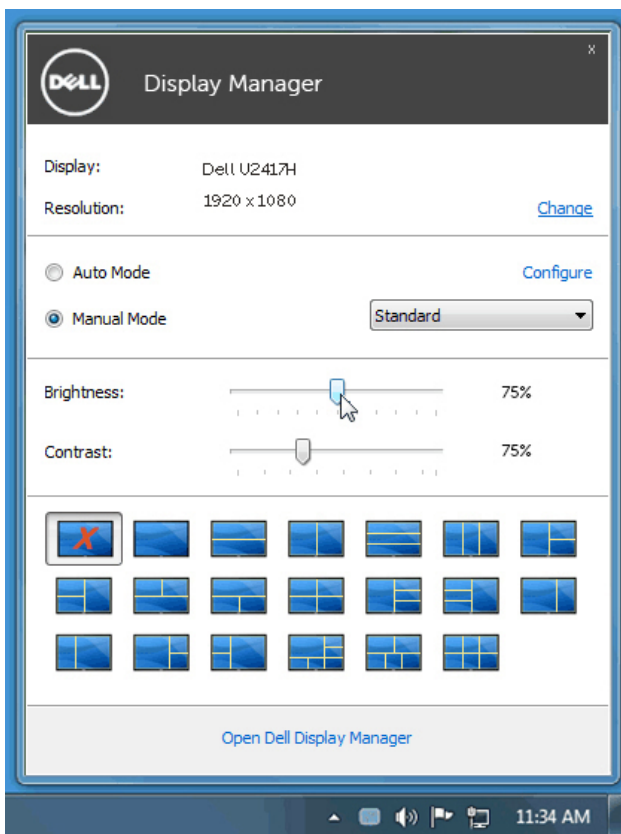 x
DELL Display Manager
Display: Dell U2417H
Resolution: 1920 x 1080 Change
Auto Mode Configure
Manual Mode Standard
Brightness: 75%
Contrast: 75%
X
Open Dell Display Manager
11:34 AM